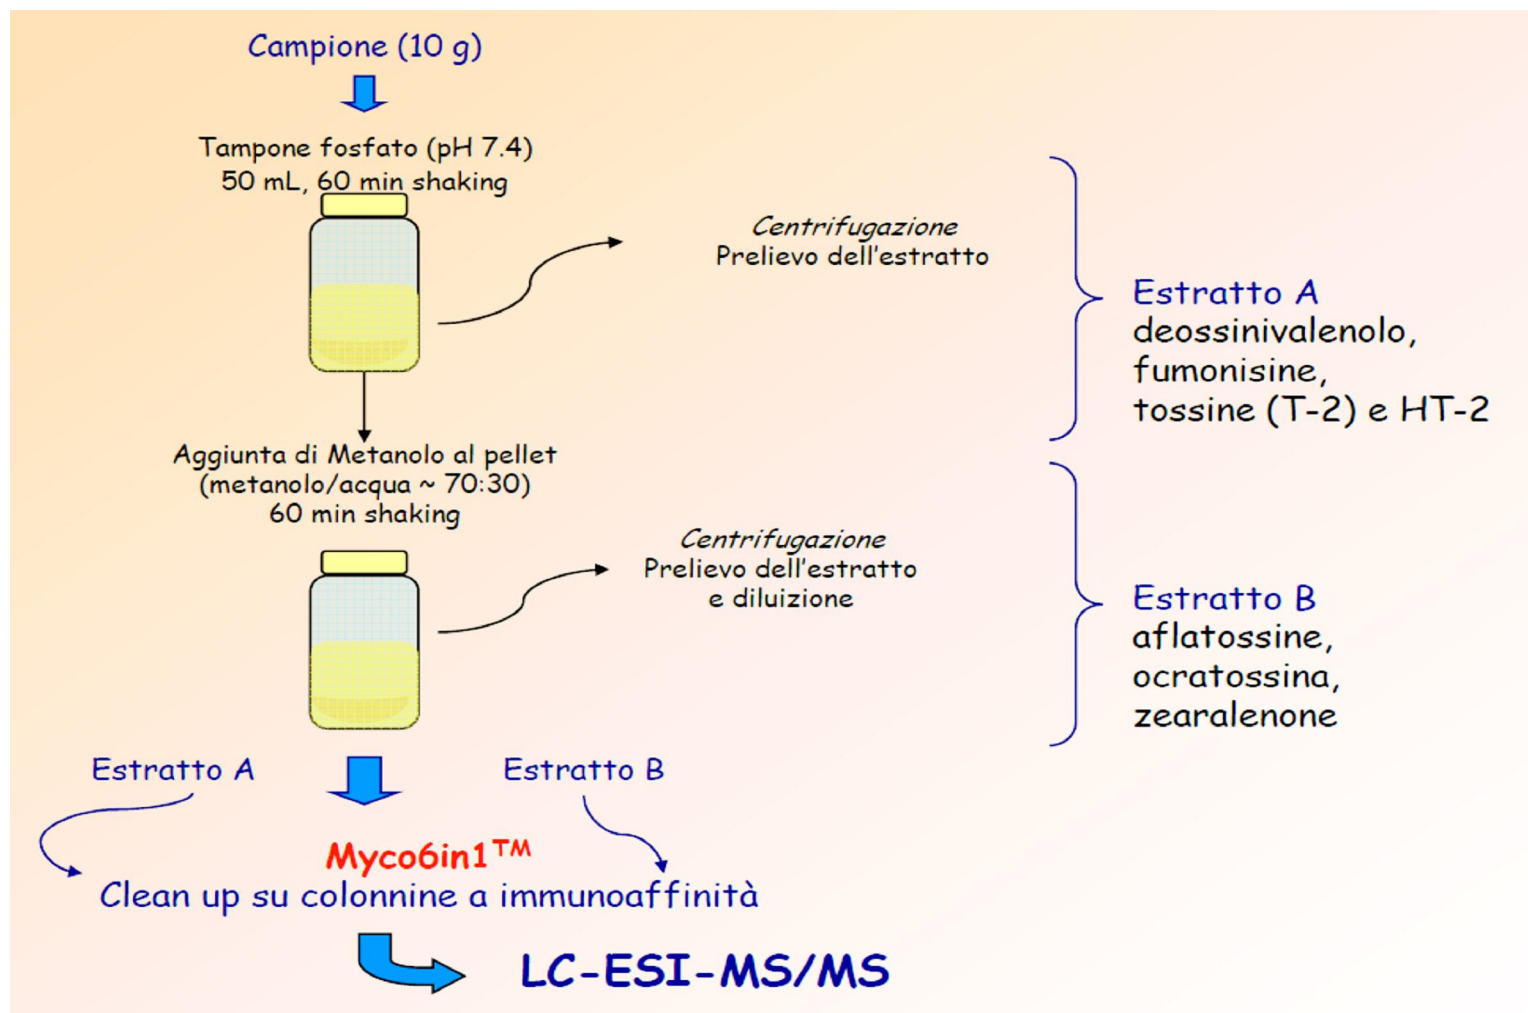 Campione (10 g)
Tampone fosfato (pH 7.4)
50 mL, 60 min shaking
Centrifugazione
Prelievo dell'estratto
Estratto A
deossinivalenolo,
fumonisine,
tossine (T-2) e HT-2
Aggiunta di Metanolo al pellet
(metanolo/acqua ~ 70:30)
60 min shaking
Centrifugazione
Prelievo dell'estratto
e diluizione
Estratto B
aflatossine,
ocratossina,
zearalenone
Estratto A
Estratto B
Myco6in1™
Clean up su colonnine a immunoaffinità
LC-ESI-MS/MS